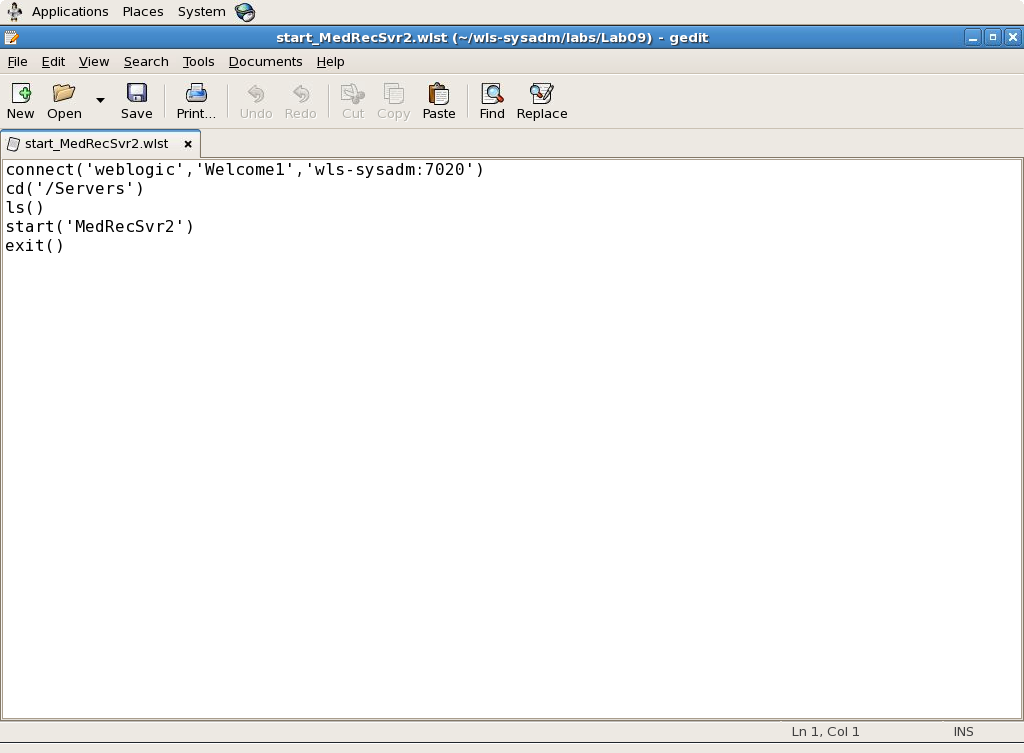 Applications Places System
start_MedRecSvr2.wlst (~/wls-sysadm/labs/Lab09) - gedit
File Edit View Search Tools Documents Help
New Open Save Print... Undo Redo Cut Copy Paste Find Replace
start_MedRecSvr2.wlst
connect('weblogic','Welcome1','wls-sysadm:7020')
cd('/Servers')
ls()
start('MedRecSvr2')
exit()
Ln 1, Col 1 INS